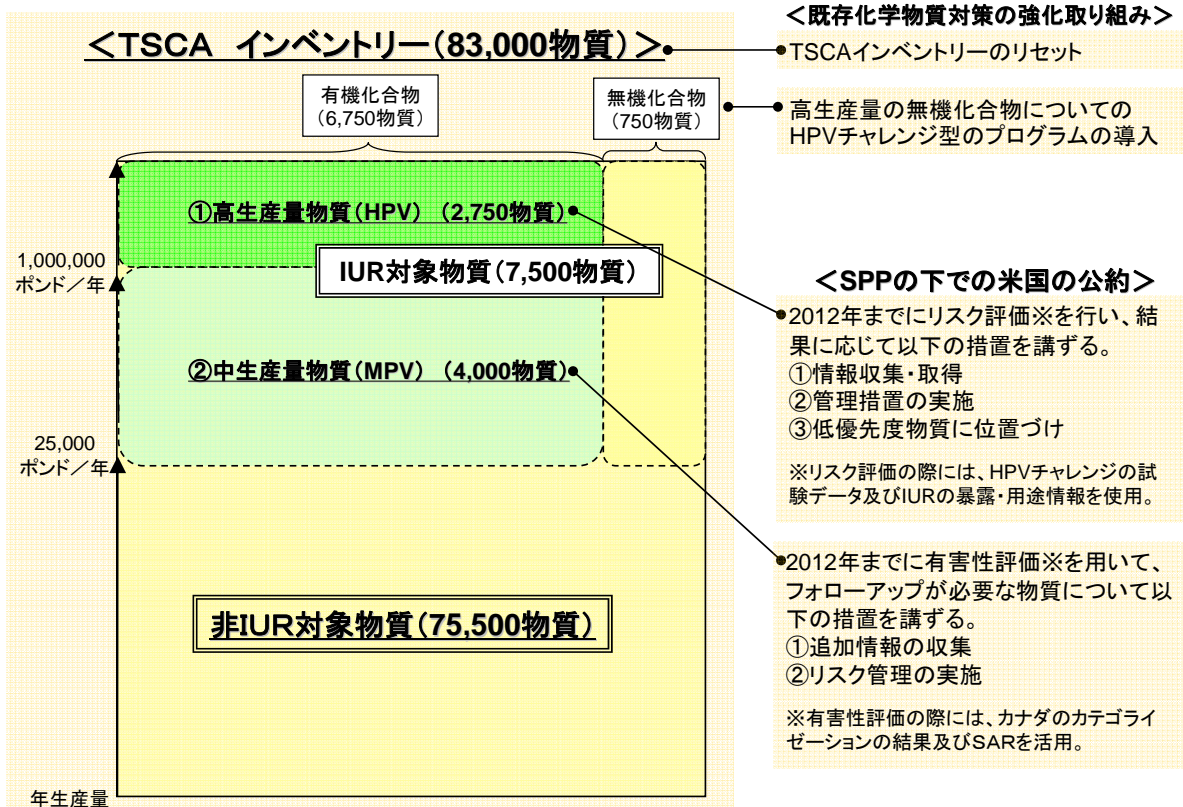 ＜TSCA インベントリー（83,000物質）＞
有機化合物
（6,750物質）
無機化合物
（750物質）
①高生産量物質（HPV）（2,750物質）
1,000,000
ポンド／年
IUR対象物質（7,500物質）
②中生産量物質（MPV）（4,000物質）
25,000
ポンド／年
非IUR対象物質（75,500物質）
年生産量
＜既存化学物質対策の強化取り組み＞
TSCAインベントリーのリセット
高生産量の無機化合物についての
HPVチャレンジ型のプログラムの導入
＜SPPの下での米国の公約＞
2012年までにリスク評価※を行い、結
果に応じて以下の措置を講ずる。
①情報収集・取得
②管理措置の実施
③低優先度物質に位置づけ
※リスク評価の際には、HPVチャレンジの試
験データ及びIURの暴露・用途情報を使用。
2012年までに有害性評価※を用いて、
フォローアップが必要な物質について以
下の措置を講ずる。
①追加情報の収集
②リスク管理の実施
※有害性評価の際には、カナダのカテゴライ
ゼーションの結果及びSARを活用。